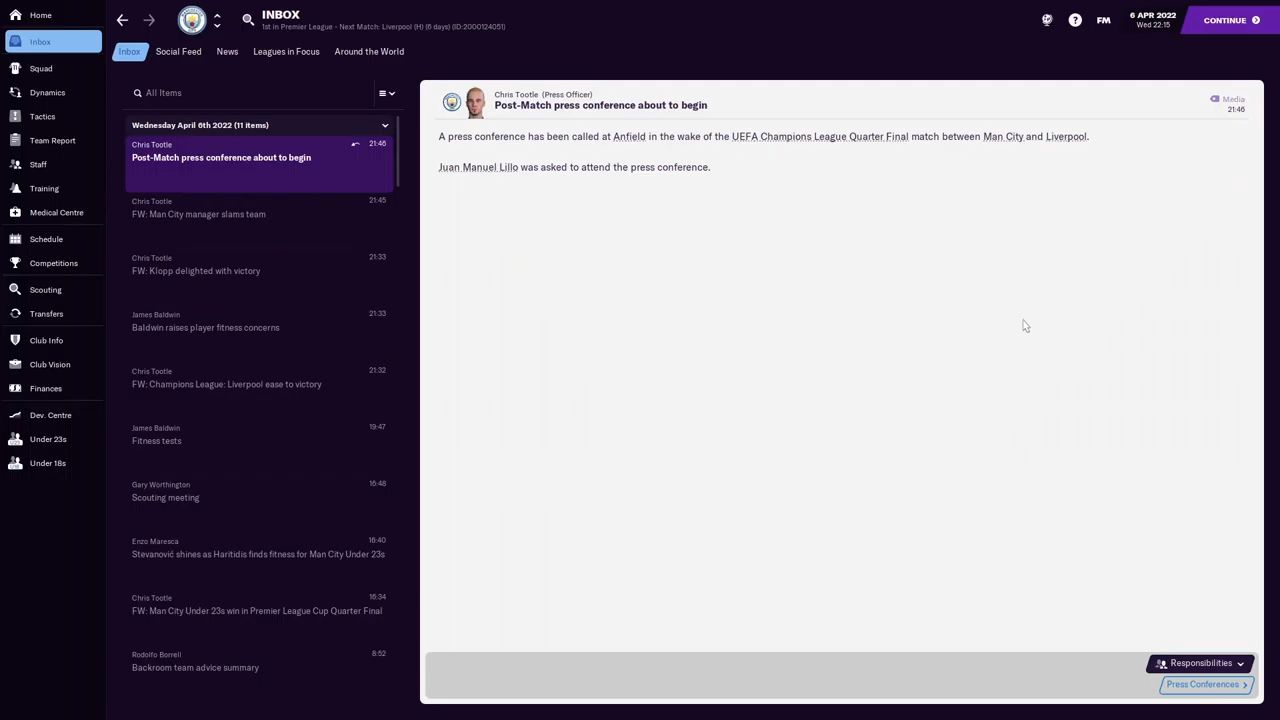 Home
Inbox
Squad
Dynamics
Tactics
Team Report
Staff
Training
Medical Centre
Schedule
Competitions
Scouting
Transfers
Club Info
Club Vision
Finances
Dev. Centre
Under 23s
Under 18s
INBOX
1st in Premier League - Next Match: Liverpool (H) (6 days) (ID:2000124051)
FM
6 APR 2022
Wed 22.15
CONTINUE
Inbox
Social Feed
News
Leagues in Focus
Around the World
All Items
Wednesday April 6th 2022 (11 items)
Chris Tootle 21:46
Post-Match press conference about to begin
Chris Tootle 21:45
FW: Man City manager slams team
Chris Tootle 21:33
FW: Klopp delighted with victory
James Baldwin 21:33
Baldwin raises player fitness concerns
Chris Tootle 21:32
FW: Champions League: Liverpool ease to victory
James Baldwin 19:47
Fitness tests
Gary Worthington 16:48
Scouting meeting
Enzo Maresca 16:40
Stevanović shines as Haritidis finds fitness for Man City Under 23s
Chris Tootle 16:34
FW: Man City Under 23s win in Premier League Cup Quarter Final
Rodolfo Borrell 8:52
Backroom team advice summary
Chris Tootle (Press Officer)
Post-Match press conference about to begin
Media
21:46
A press conference has been called at Anfield in the wake of the UEFA Champions League Quarter Final match between Man City and Liverpool.
Juan Manuel Lillo was asked to attend the press conference.
Responsibilities
Press Conferences